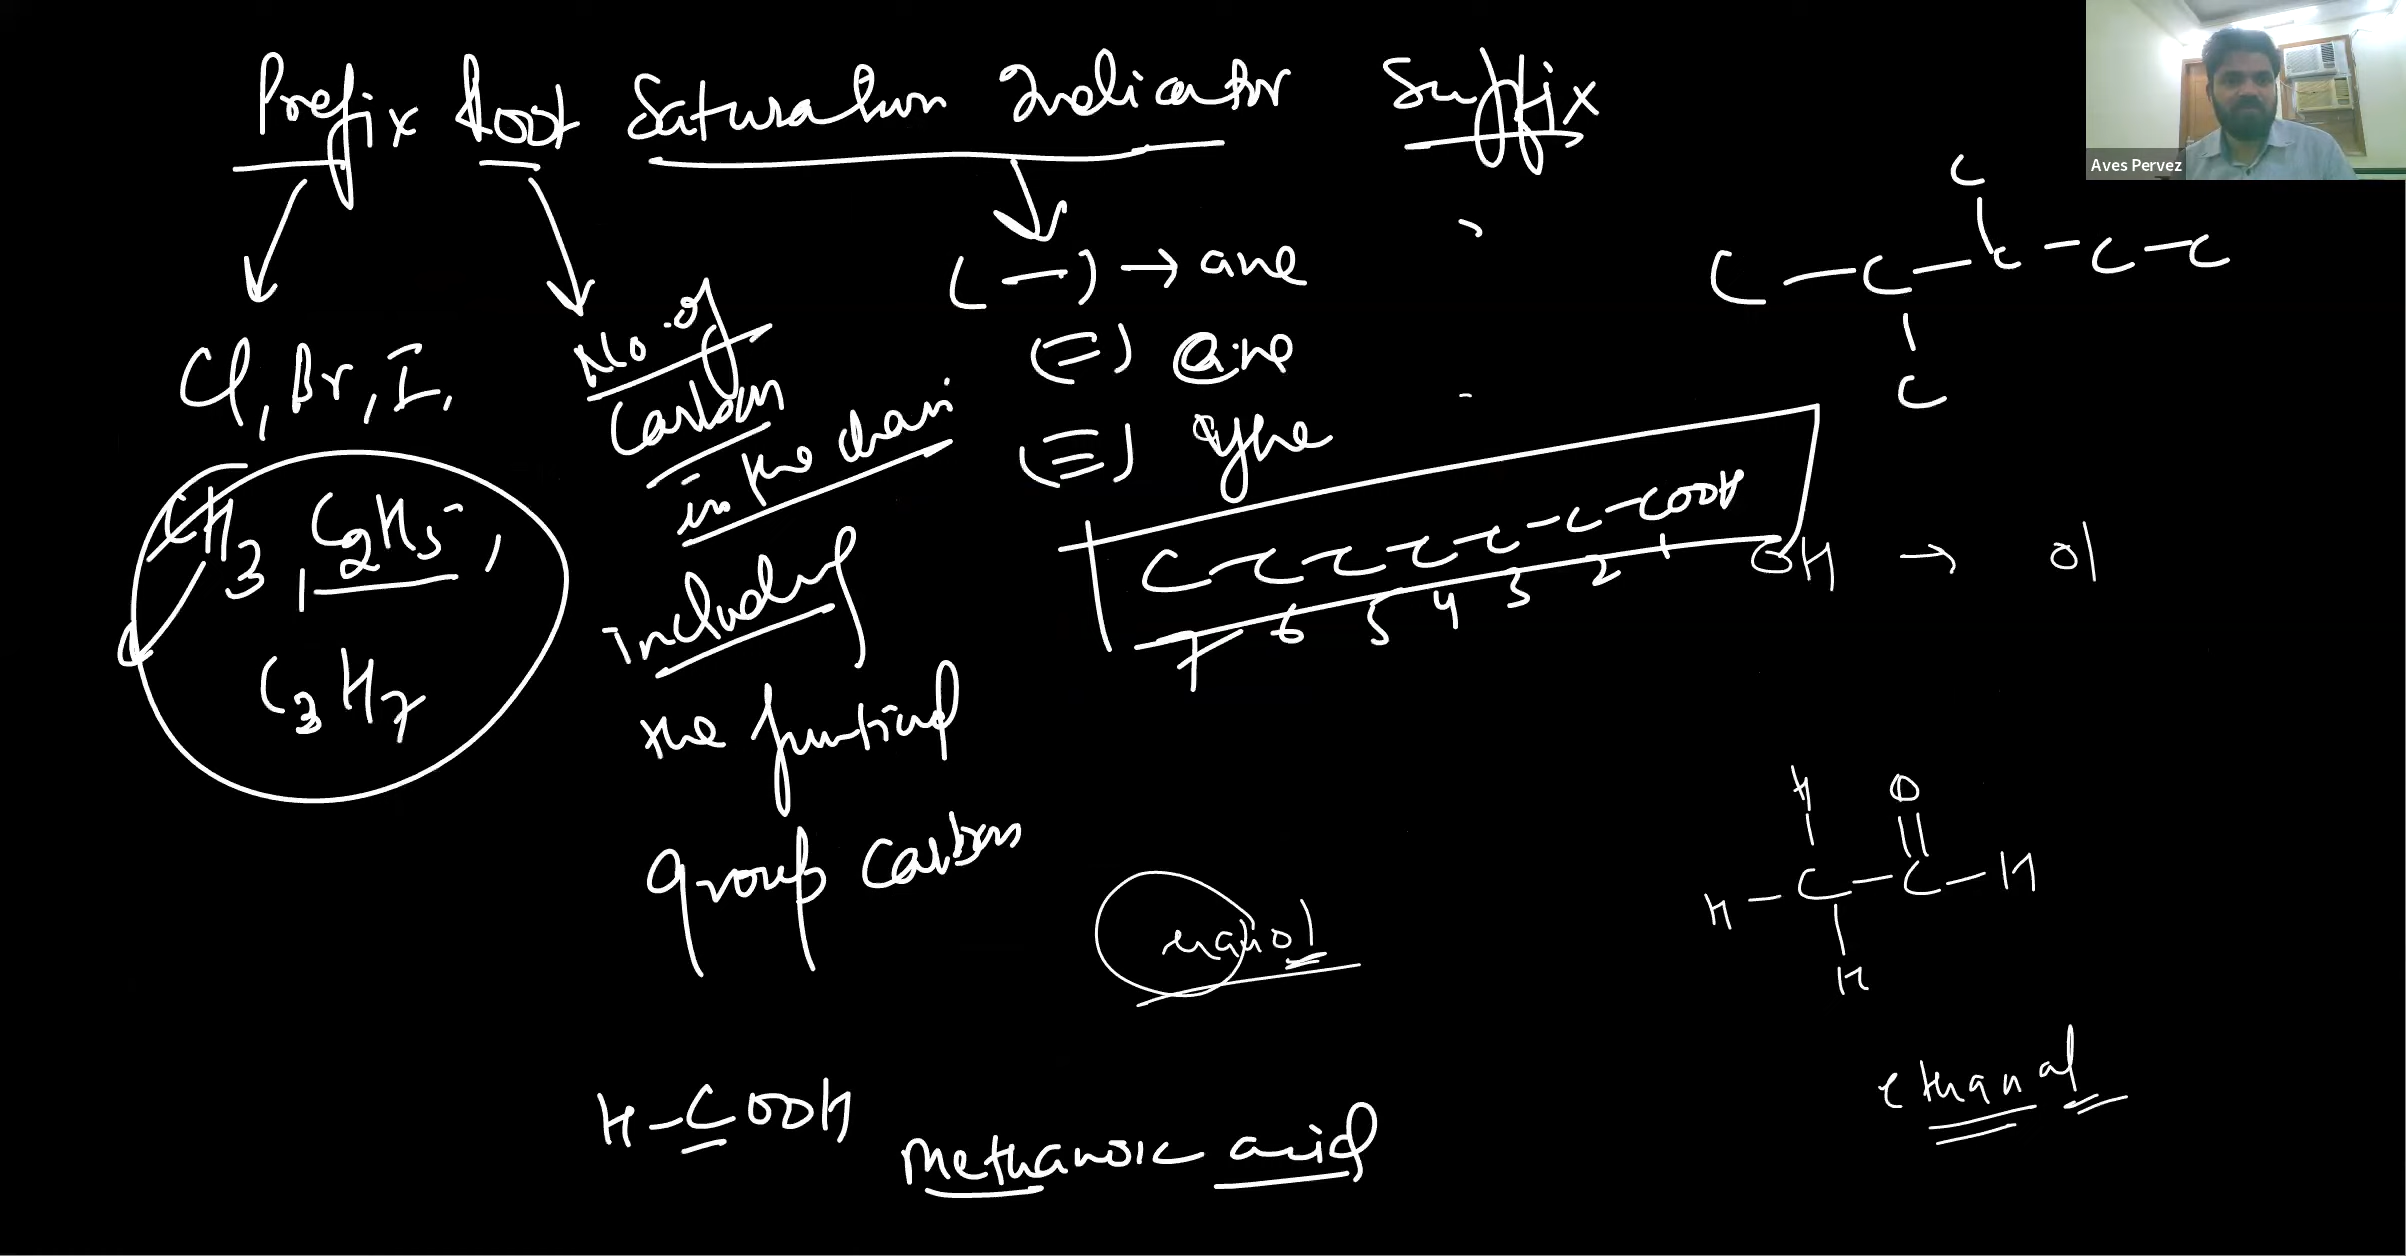 Prefix Root Saturation Indicator Suffix
Aves Pervez
Cl, Br, I,
CH3, C2H5-,
C3H7
No. of
Carbon
in the chain
including
the functional
group carbon
(—) → ane
(=)
(≡) yne
C
C — C — C — C — C
C
C-C-C-C-C-C-COOH
7 6 5 4 3 2 1
OH → ol
H O
H — C — C — H
H
ethanal
H-COOH
Methanoic acid